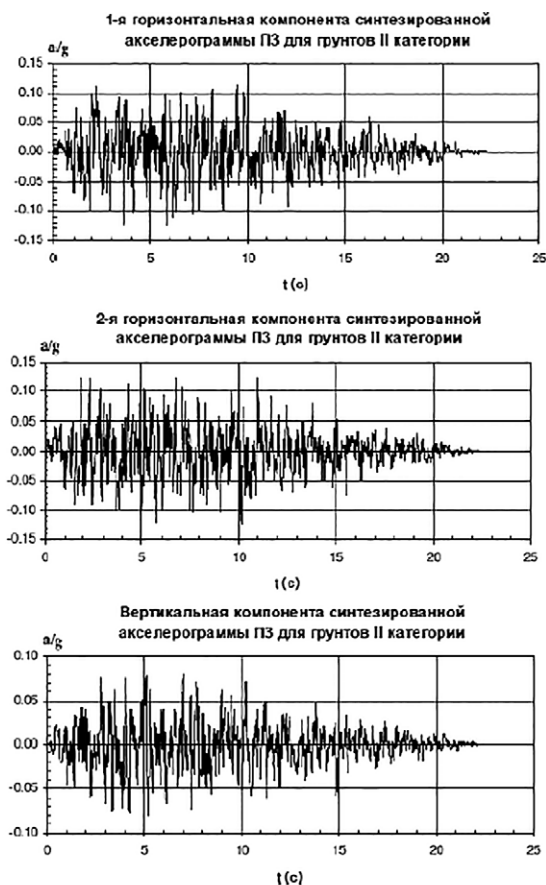 1-я горизонтальная компонента синтезированной
акселерограммы ПЗ для грунтов II категории
a/g
0.15
0.10
0.05
0.00
-0.05
-0.10
-0.15
0 5 10 15 20 25
t (c)
2-я горизонтальная компонента синтезированной
акселерограммы ПЗ для грунтов II категории
a/g
0.15
0.10
0.05
0.00
-0.05
-0.10
-0.15
0 5 10 15 20 25
t (c)
Вертикальная компонента синтезированной
акселерограммы ПЗ для грунтов II категории
a/g
0.10
0.05
0.00
-0.05
-0.10
0 5 10 15 20 25
t (c)